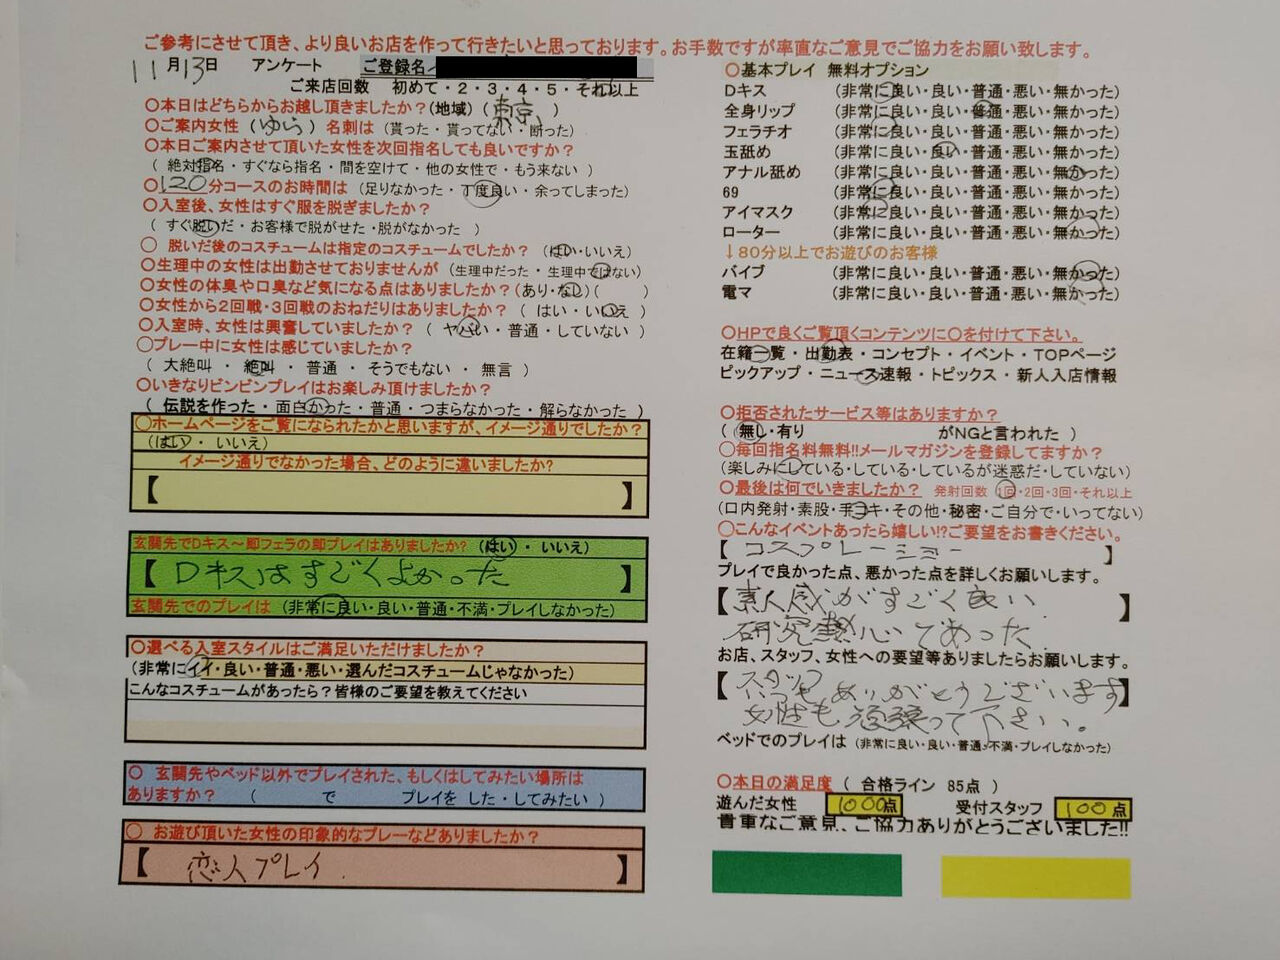 ご参考にさせて頂き、より良いお店を作って行きたいと思っております。お手数ですが率直なご意見でご協力をお願い致します。
11月13日 アンケート ご登録名
ご来店回数 初めて・2・3・4・5・それ以上
〇本日はどちらからお越し頂きましたか?(地域)(東京)
〇ご案内女性(ゆら)名刺は(貰った・貰ってない・断った)
〇本日ご案内させて頂いた女性を次回指名しても良いですか?
(絶対指名・すぐなら指名・間を空けて・他の女性で・もう来ない)
〇120分コースのお時間は(足りなかった・丁度良い・余ってしまった)
〇入室後、女性はすぐ服を脱ぎましたか?
(すぐ脱いだ・お客様で脱がせた・脱がなかった)
〇 脱いだ後のコスチュームは指定のコスチュームでしたか?(はい・いいえ)
〇生理中の女性は出勤させておりませんが(生理中だった・生理中ではない)
〇女性の体臭や口臭など気になる点はありましたか?(あり・なし)( )
〇女性から2回戦・3回戦のおねだりはありましたか?(はい・いいえ)
〇入室時、女性は興奮していましたか?(ヤバい・普通・していない)
〇プレー中に女性は感じていましたか?
(大絶叫・絶叫・普通・そうでもない・無言)
〇いきなりビンビンプレイはお楽しみ頂けましたか?
(伝説を作った・面白かった・普通・つまらなかった・解らなかった)
〇ホームページをご覧になられたかと思いますが、イメージ通りでしたか?
(はい・いいえ)
イメージ通りでなかった場合、どのように違いましたか?
【 】
玄関先でDキス～即フェラの即プレイはありましたか?(はい・いいえ)
【 Dキスはすごくよかった 】
玄関先でのプレイは(非常に良い・良い・普通・不満・プレイしなかった)
〇選べる入室スタイルはご満足いただけましたか?
(非常にイイ・良い・普通・悪い・選んだコスチュームじゃなかった)
こんなコスチュームがあったら?皆様のご要望を教えてください
〇 玄関先やベッド以外でプレイされた、もしくはしてみたい場所は
ありますか?( で プレイを した・してみたい )
〇 お遊び頂いた女性の印象的なプレーなどありましたか?
【 恋人プレイ. 】
〇基本プレイ 無料オプション
Dキス (非常に良い・良い・普通・悪い・無かった)
全身リップ (非常に良い・良い・普通・悪い・無かった)
フェラチオ (非常に良い・良い・普通・悪い・無かった)
玉舐め (非常に良い・良い・普通・悪い・無かった)
アナル舐め (非常に良い・良い・普通・悪い・無かった)
69 (非常に良い・良い・普通・悪い・無かった)
アイマスク (非常に良い・良い・普通・悪い・無かった)
ローター (非常に良い・良い・普通・悪い・無かった)
↓80分以上でお遊びのお客様
バイブ (非常に良い・良い・普通・悪い・無かった)
電マ (非常に良い・良い・普通・悪い・無かった)
〇HPで良くご覧頂くコンテンツに〇を付けて下さい。
在籍一覧・出勤表・コンセプト・イベント・TOPページ
ピックアップ・ニュース速報・トピックス・新人入店情報
〇拒否されたサービス等はありますか?
(無し・有り がNGと言われた )
〇毎回指名料無料!!メールマガジンを登録してますか?
(楽しみにしている・している・しているが迷惑だ・していない)
〇最後は何でいきましたか? 発射回数 1回・2回・3回・それ以上
(口内発射・素股・手コキ・その他・秘密・ご自分で・いってない)
〇こんなイベントあったら嬉しい!?ご要望をお書きください。
【 コスプレーショー 】
プレイで良かった点、悪かった点を詳しくお願いします。
【素人感がすごく良い
研究熱心であった. 】
お店、スタッフ、女性への要望等ありましたらお願いします。
【 スタッフ
いつもありがとうございます
女性も頑張って下さい。 】
ベッドでのプレイは(非常に良い・良い・普通・不満・プレイしなかった)
〇本日の満足度(合格ライン 85点)
遊んだ女性 1000点 受付スタッフ 100点
貴重なご意見、ご協力ありがとうございました!!